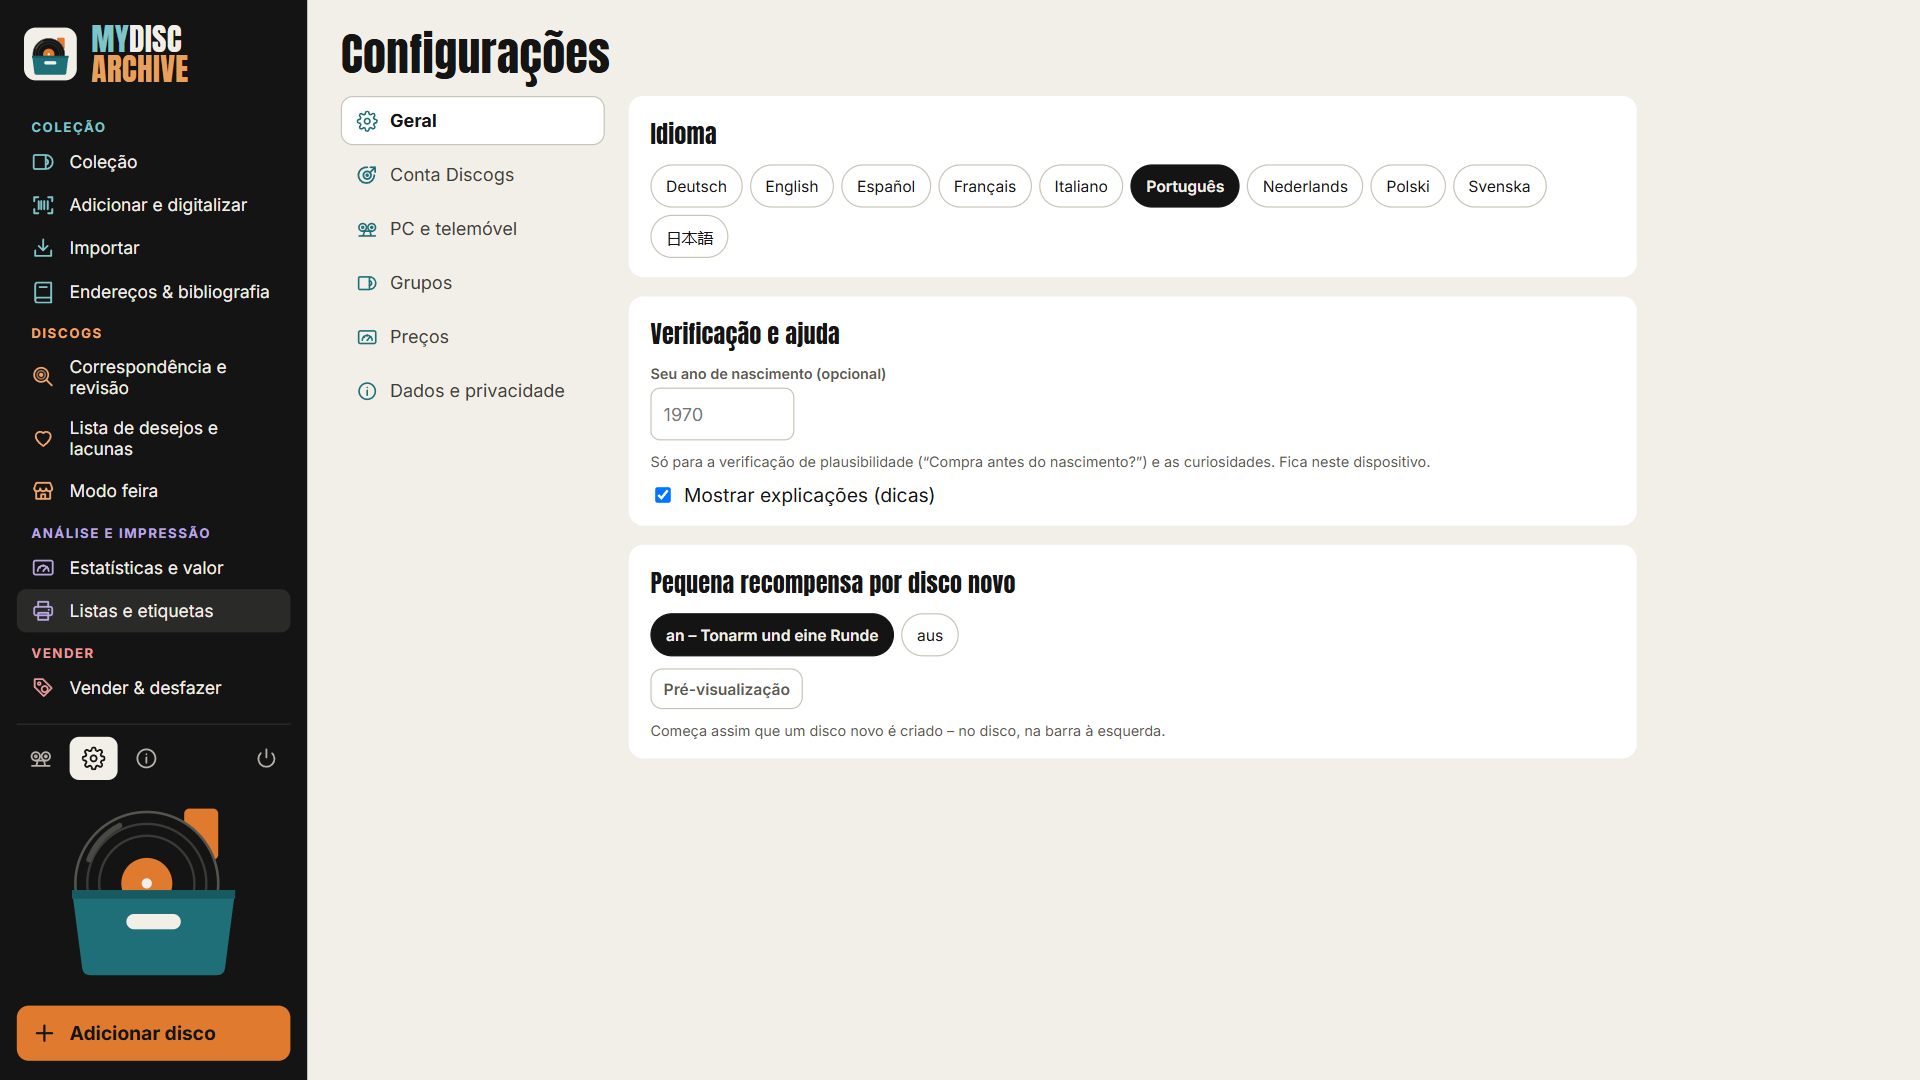 MYDISC
ARCHIVE
COLEÇÃO
Coleção
Adicionar e digitalizar
Importar
Endereços & bibliografia
DISCOGS
Correspondência e
revisão
Lista de desejos e
lacunas
Modo feira
ANÁLISE E IMPRESSÃO
Estatísticas e valor
Listas e etiquetas
VENDER
Vender & desfazer
Adicionar disco
Configurações
Geral
Conta Discogs
PC e telemóvel
Grupos
Preços
Dados e privacidade
Idioma
Deutsch English Español Français Italiano Português Nederlands Polski Svenska
日本語
Verificação e ajuda
Seu ano de nascimento (opcional)
1970
Só para a verificação de plausibilidade (“Compra antes do nascimento?”) e as curiosidades. Fica neste dispositivo.
Mostrar explicações (dicas)
Pequena recompensa por disco novo
an – Tonarm und eine Runde aus
Pré-visualização
Começa assim que um disco novo é criado – no disco, na barra à esquerda.